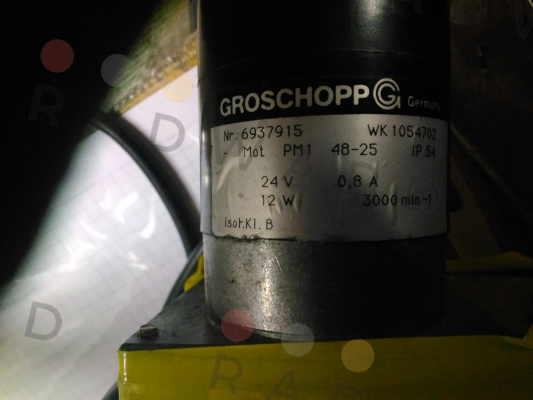 GROSCHOPP G Germany
Nr. 6937915 WK 1054702
- Mot PM1 48-25 IP 54
24 V 0,8 A
12 W 3000 min-1
Isot.Kl. B